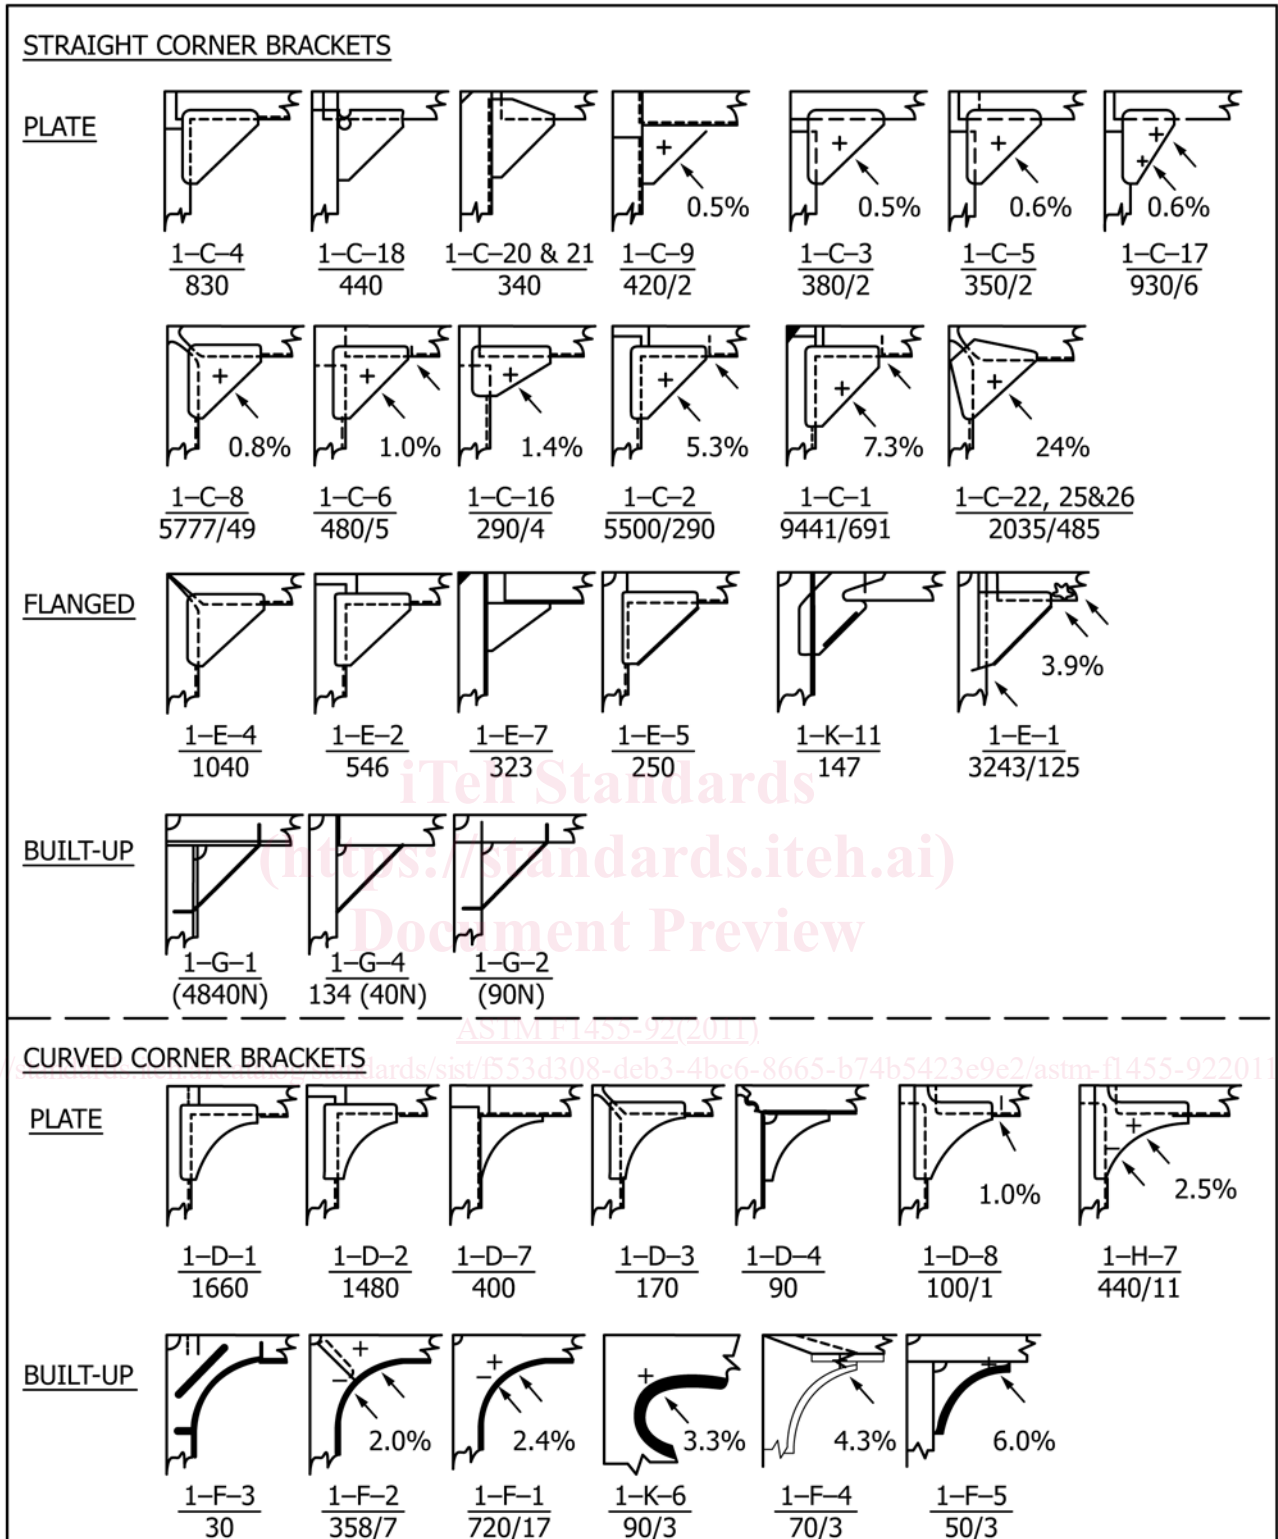 STRAIGHT CORNER BRACKETS
PLATE
0.5% 0.5% 0.6% 0.6%
1–C–4 1–C–18 1–C–20 & 21 1–C–9 1–C–3 1–C–5 1–C–17
830 440 340 420/2 380/2 350/2 930/6
0.8% 1.0% 1.4% 5.3% 7.3% 24%
1–C–8 1–C–6 1–C–16 1–C–2 1–C–1 1–C–22, 25&26
5777/49 480/5 290/4 5500/290 9441/691 2035/485
FLANGED
3.9%
1–E–4 1–E–2 1–E–7 1–E–5 1–K–11 1–E–1
1040 546 323 250 147 3243/125
iTeh Standards
BUILT-UP
(https://standards.iteh.ai)
Document Preview
1–G–1 1–G–4 1–G–2
(4840N) 134 (40N) (90N)
ASTM F1455-92(2011)
CURVED CORNER BRACKETS
/sist/f553d308-deb3-4bc6-8665-b74b5423e9e2/astm-f1455-922011
PLATE
1.0% 2.5%
1–D–1 1–D–2 1–D–7 1–D–3 1–D–4 1–D–8 1–H–7
1660 1480 400 170 90 100/1 440/11
BUILT-UP
2.0% 2.4% 3.3% 4.3% 6.0%
1–F–3 1–F–2 1–F–1 1–K–6 1–F–4 1–F–5
30 358/7 720/17 90/3 70/3 50/3